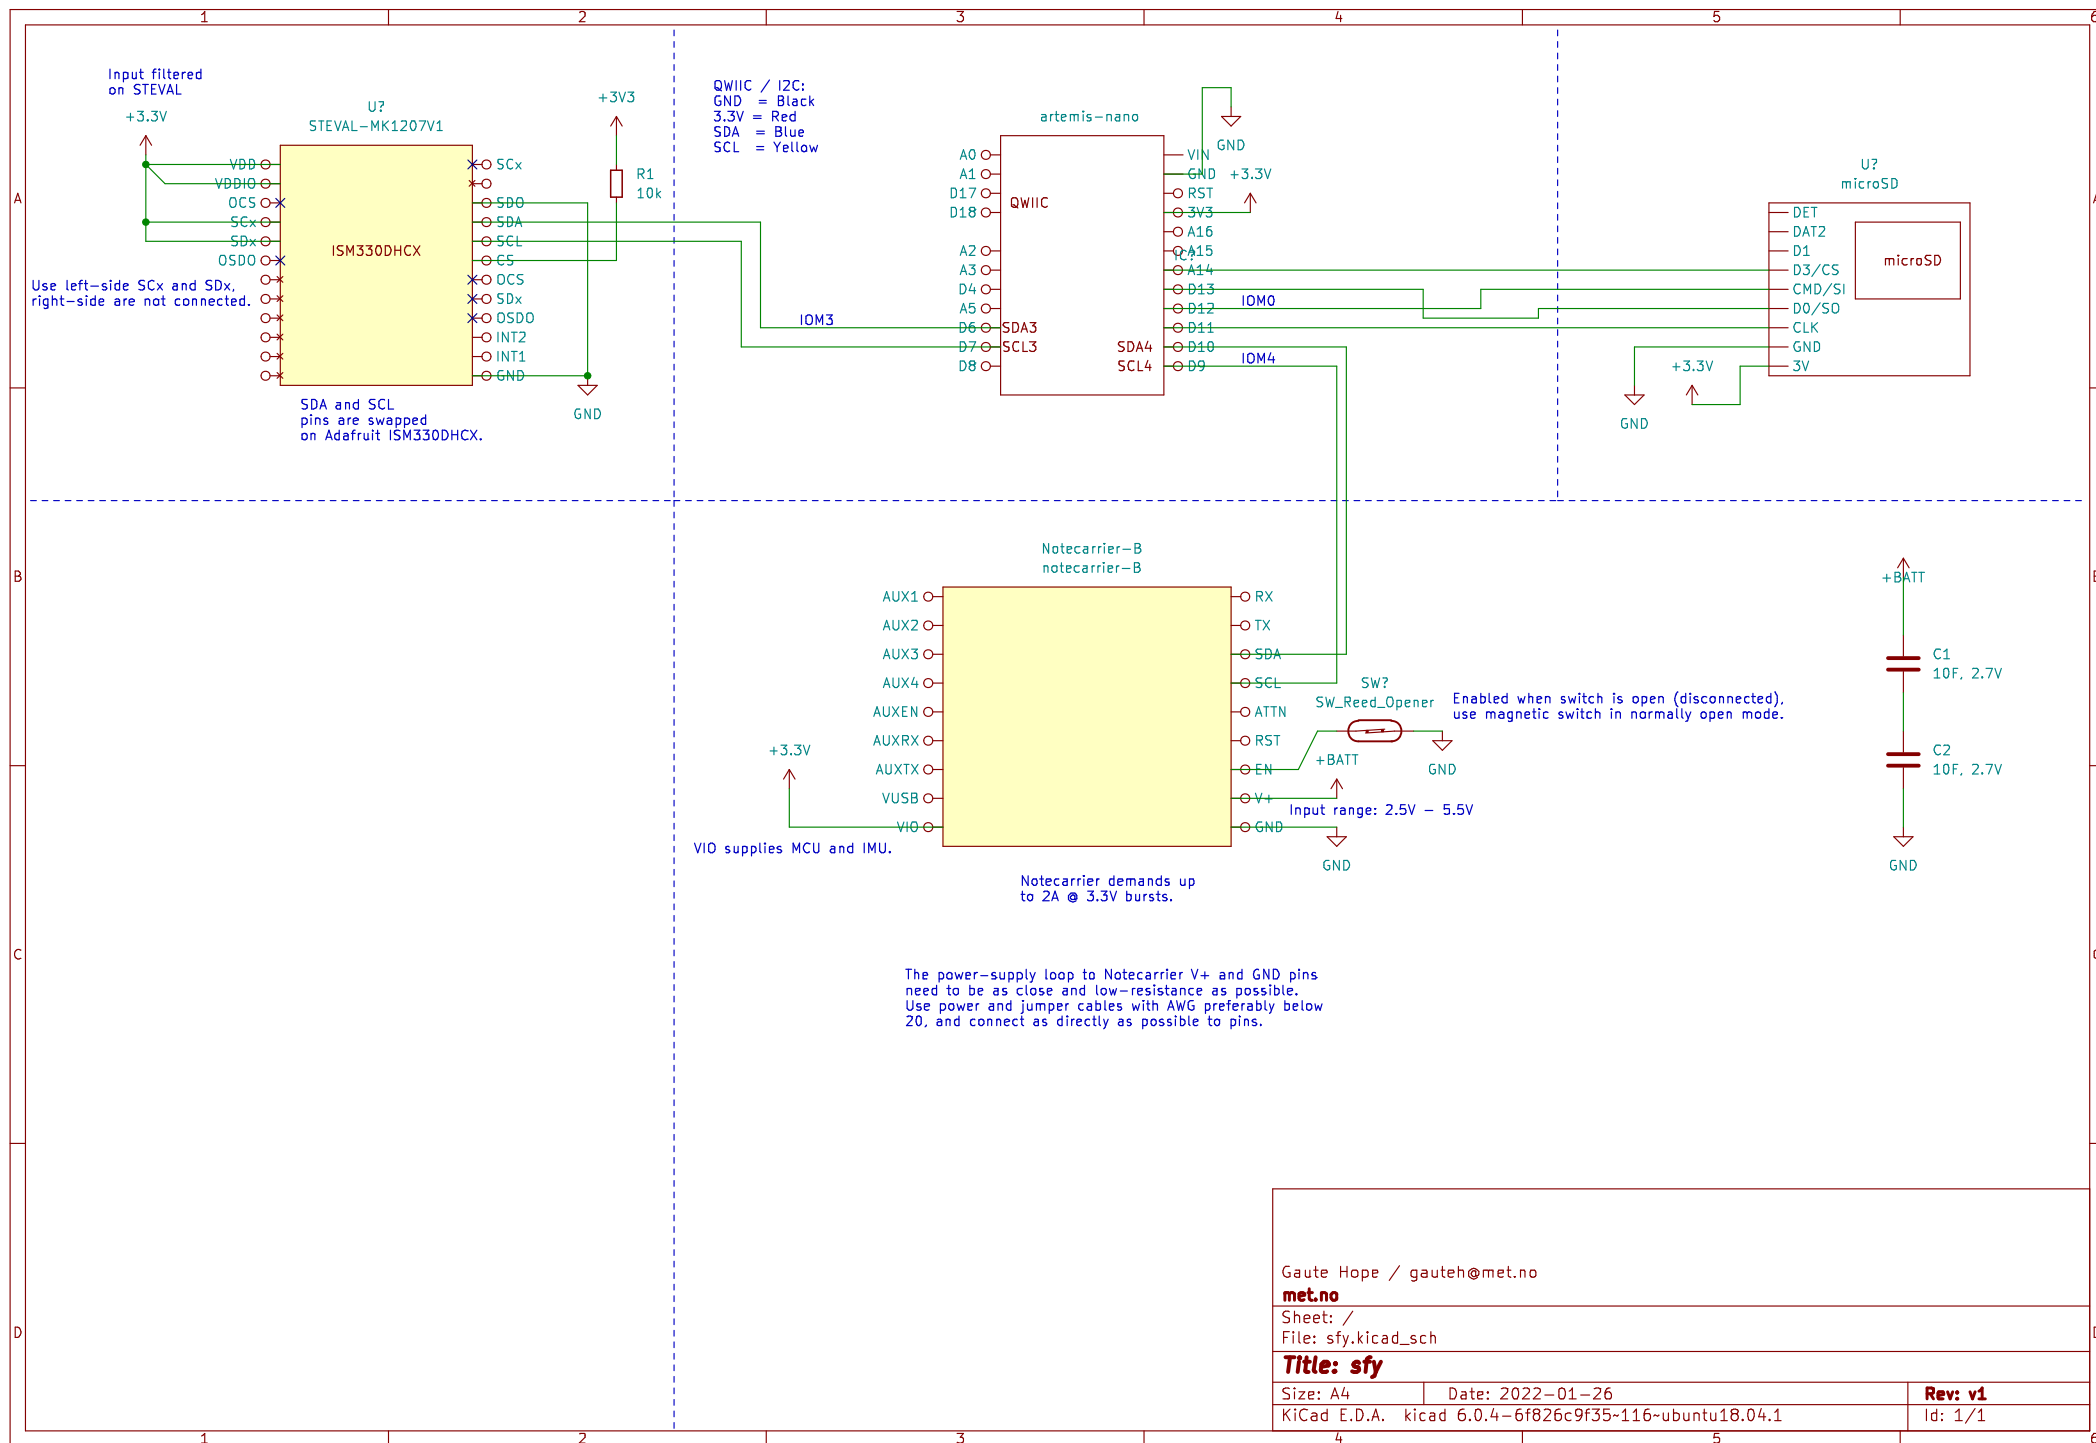 1 2 3 4 5 6
A
B
C
D
Input filtered
on STEVAL
+3.3V
U?
STEVAL-MK1207V1
VDD
VDDIO
OCS
SCx
SDx
OSDO
ISM330DHCX
SCx
SDO
SDA
SCL
CS
OCS
SDx
OSDO
INT2
INT1
GND
Use left-side SCx and SDx,
right-side are not connected.
SDA and SCL
pins are swapped
on Adafruit ISM330DHCX.
+3V3
R1
10k
GND
QWIIC / I2C:
GND = Black
3.3V = Red
SDA = Blue
SCL = Yellow
IOM3
artemis-nano
A0
A1
D17
D18
A2
A3
D4
A5
D6
D7
D8
QWIIC
SDA3
SCL3
SDA4
SCL4
VIN
GND
RST
3V3
A16
A15
IC?
A14
D13
D12
D11
D10
D9
GND
+3.3V
IOM0
IOM4
U?
microSD
DET
DAT2
D1
D3/CS
CMD/SI
D0/SO
CLK
GND
3V
microSD
+3.3V
GND
Notecarrier-B
notecarrier-B
AUX1
AUX2
AUX3
AUX4
AUXEN
AUXRX
AUXTX
VUSB
VIO
RX
TX
SDA
SCL
ATTN
RST
EN
V+
GND
+3.3V
VIO supplies MCU and IMU.
SW?
SW_Reed_Opener
Enabled when switch is open (disconnected),
use magnetic switch in normally open mode.
+BATT
GND
Input range: 2.5V - 5.5V
GND
Notecarrier demands up
to 2A @ 3.3V bursts.
The power-supply loop to Notecarrier V+ and GND pins
need to be as close and low-resistance as possible.
Use power and jumper cables with AWG preferably below
20, and connect as directly as possible to pins.
+BATT
C1
10F, 2.7V
C2
10F, 2.7V
GND
Gaute Hope / gauteh@met.no
met.no
Sheet: /
File: sfy.kicad_sch
Title: sfy
Size: A4 Date: 2022-01-26 Rev: v1
KiCad E.D.A. kicad 6.0.4-6f826c9f35~116~ubuntu18.04.1 Id: 1/1
1 2 3 4 5 6